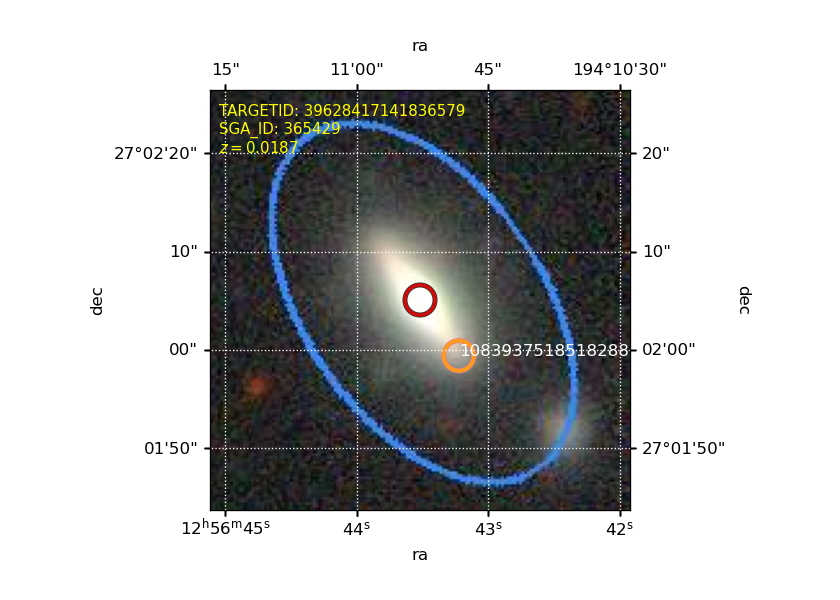 ra
15" 11'00" 45" 194°10'30"
TARGETID: 39628417141836579
SGA_ID: 365429
z = 0.0187
27°02'20" 20"
10" 10"
dec dec
1083937518518288
00" 02'00"
01'50" 27°01'50"
12ʰ56ᵐ45ˢ 44ˢ 43ˢ 42ˢ
ra